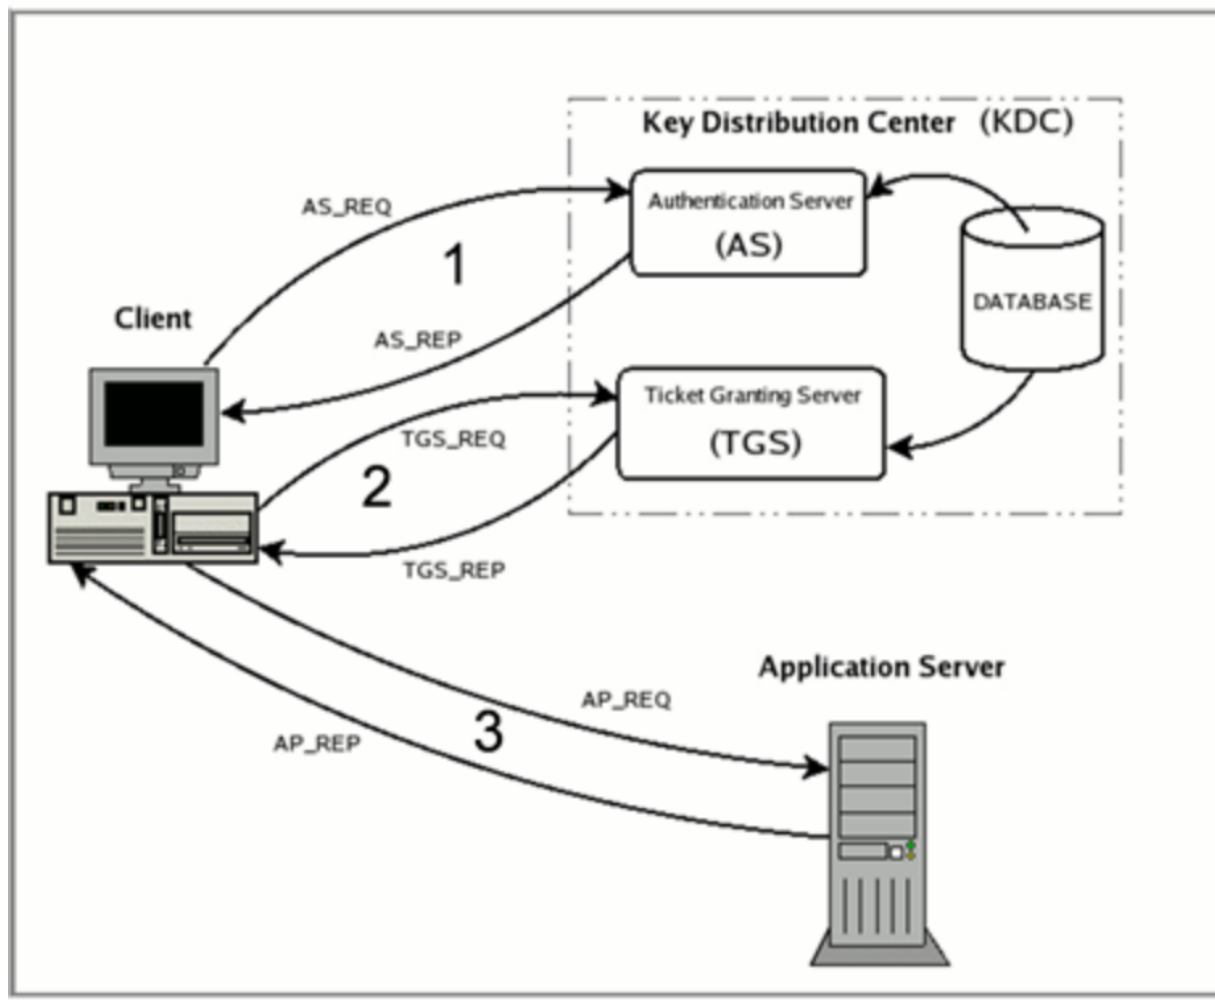 Key Distribution Center (KDC)
AS_REQ
Authentication Server
(AS)
1
DATABASE
Client
AS_REP
Ticket Granting Server
(TGS)
TGS_REQ
2
TGS_REP
Application Server
AP_REQ
3
AP_REP